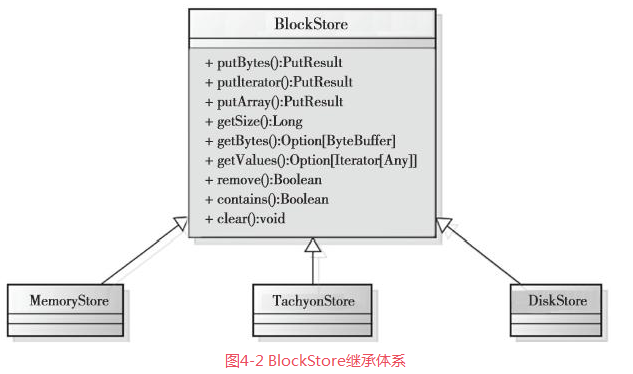 BlockStore
+ putBytes():PutResult
+ putIterator():PutResult
+ putArray():PutResult
+ getSize():Long
+ getBytes():Option[ByteBuffer]
+ getValues():Option[Iterator[Any]]
+ remove():Boolean
+ contains():Boolean
+ clear():void
MemoryStore
TachyonStore
DiskStore
图4-2 BlockStore继承体系